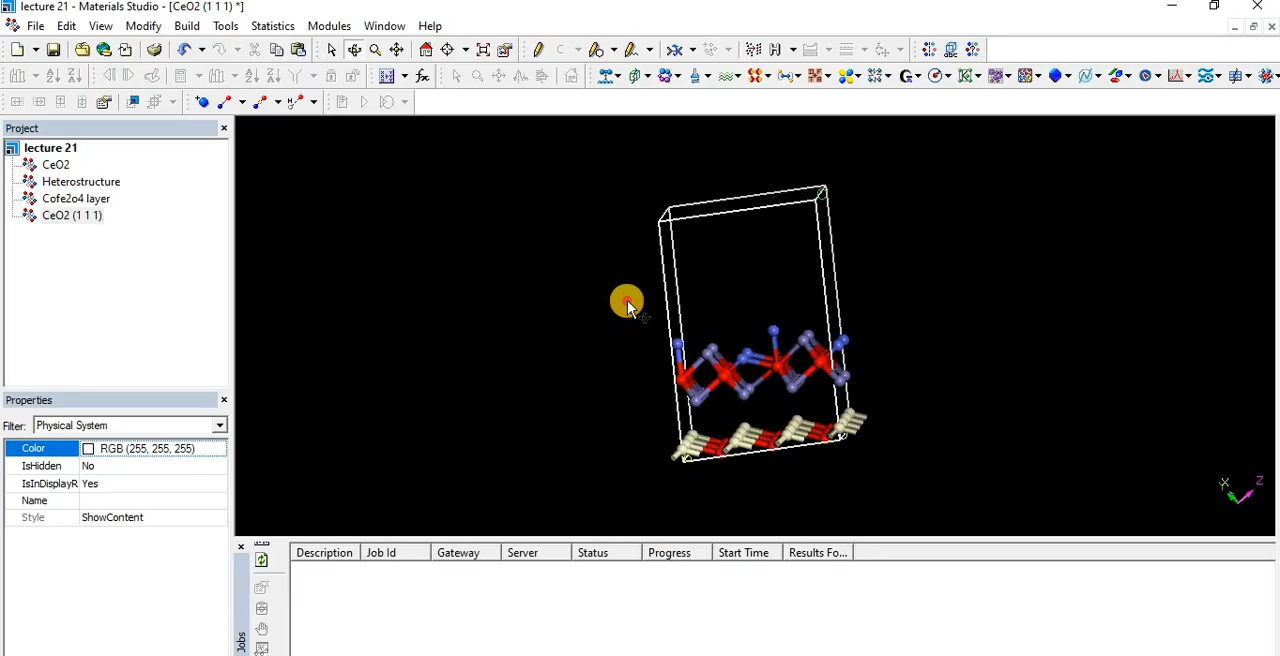 lecture 21 - Materials Studio - [CeO2 (1 1 1) *]
File Edit View Modify Build Tools Statistics Modules Window Help
Project
lecture 21
CeO2
Heterostructure
Cofe2o4 layer
CeO2 (1 1 1)
Properties
Filter: Physical System
Color RGB (255, 255, 255)
IsHidden No
IsInDisplayR Yes
Name
Style ShowContent
Z
Jobs
Description Job Id Gateway Server Status Progress Start Time Results Fo...